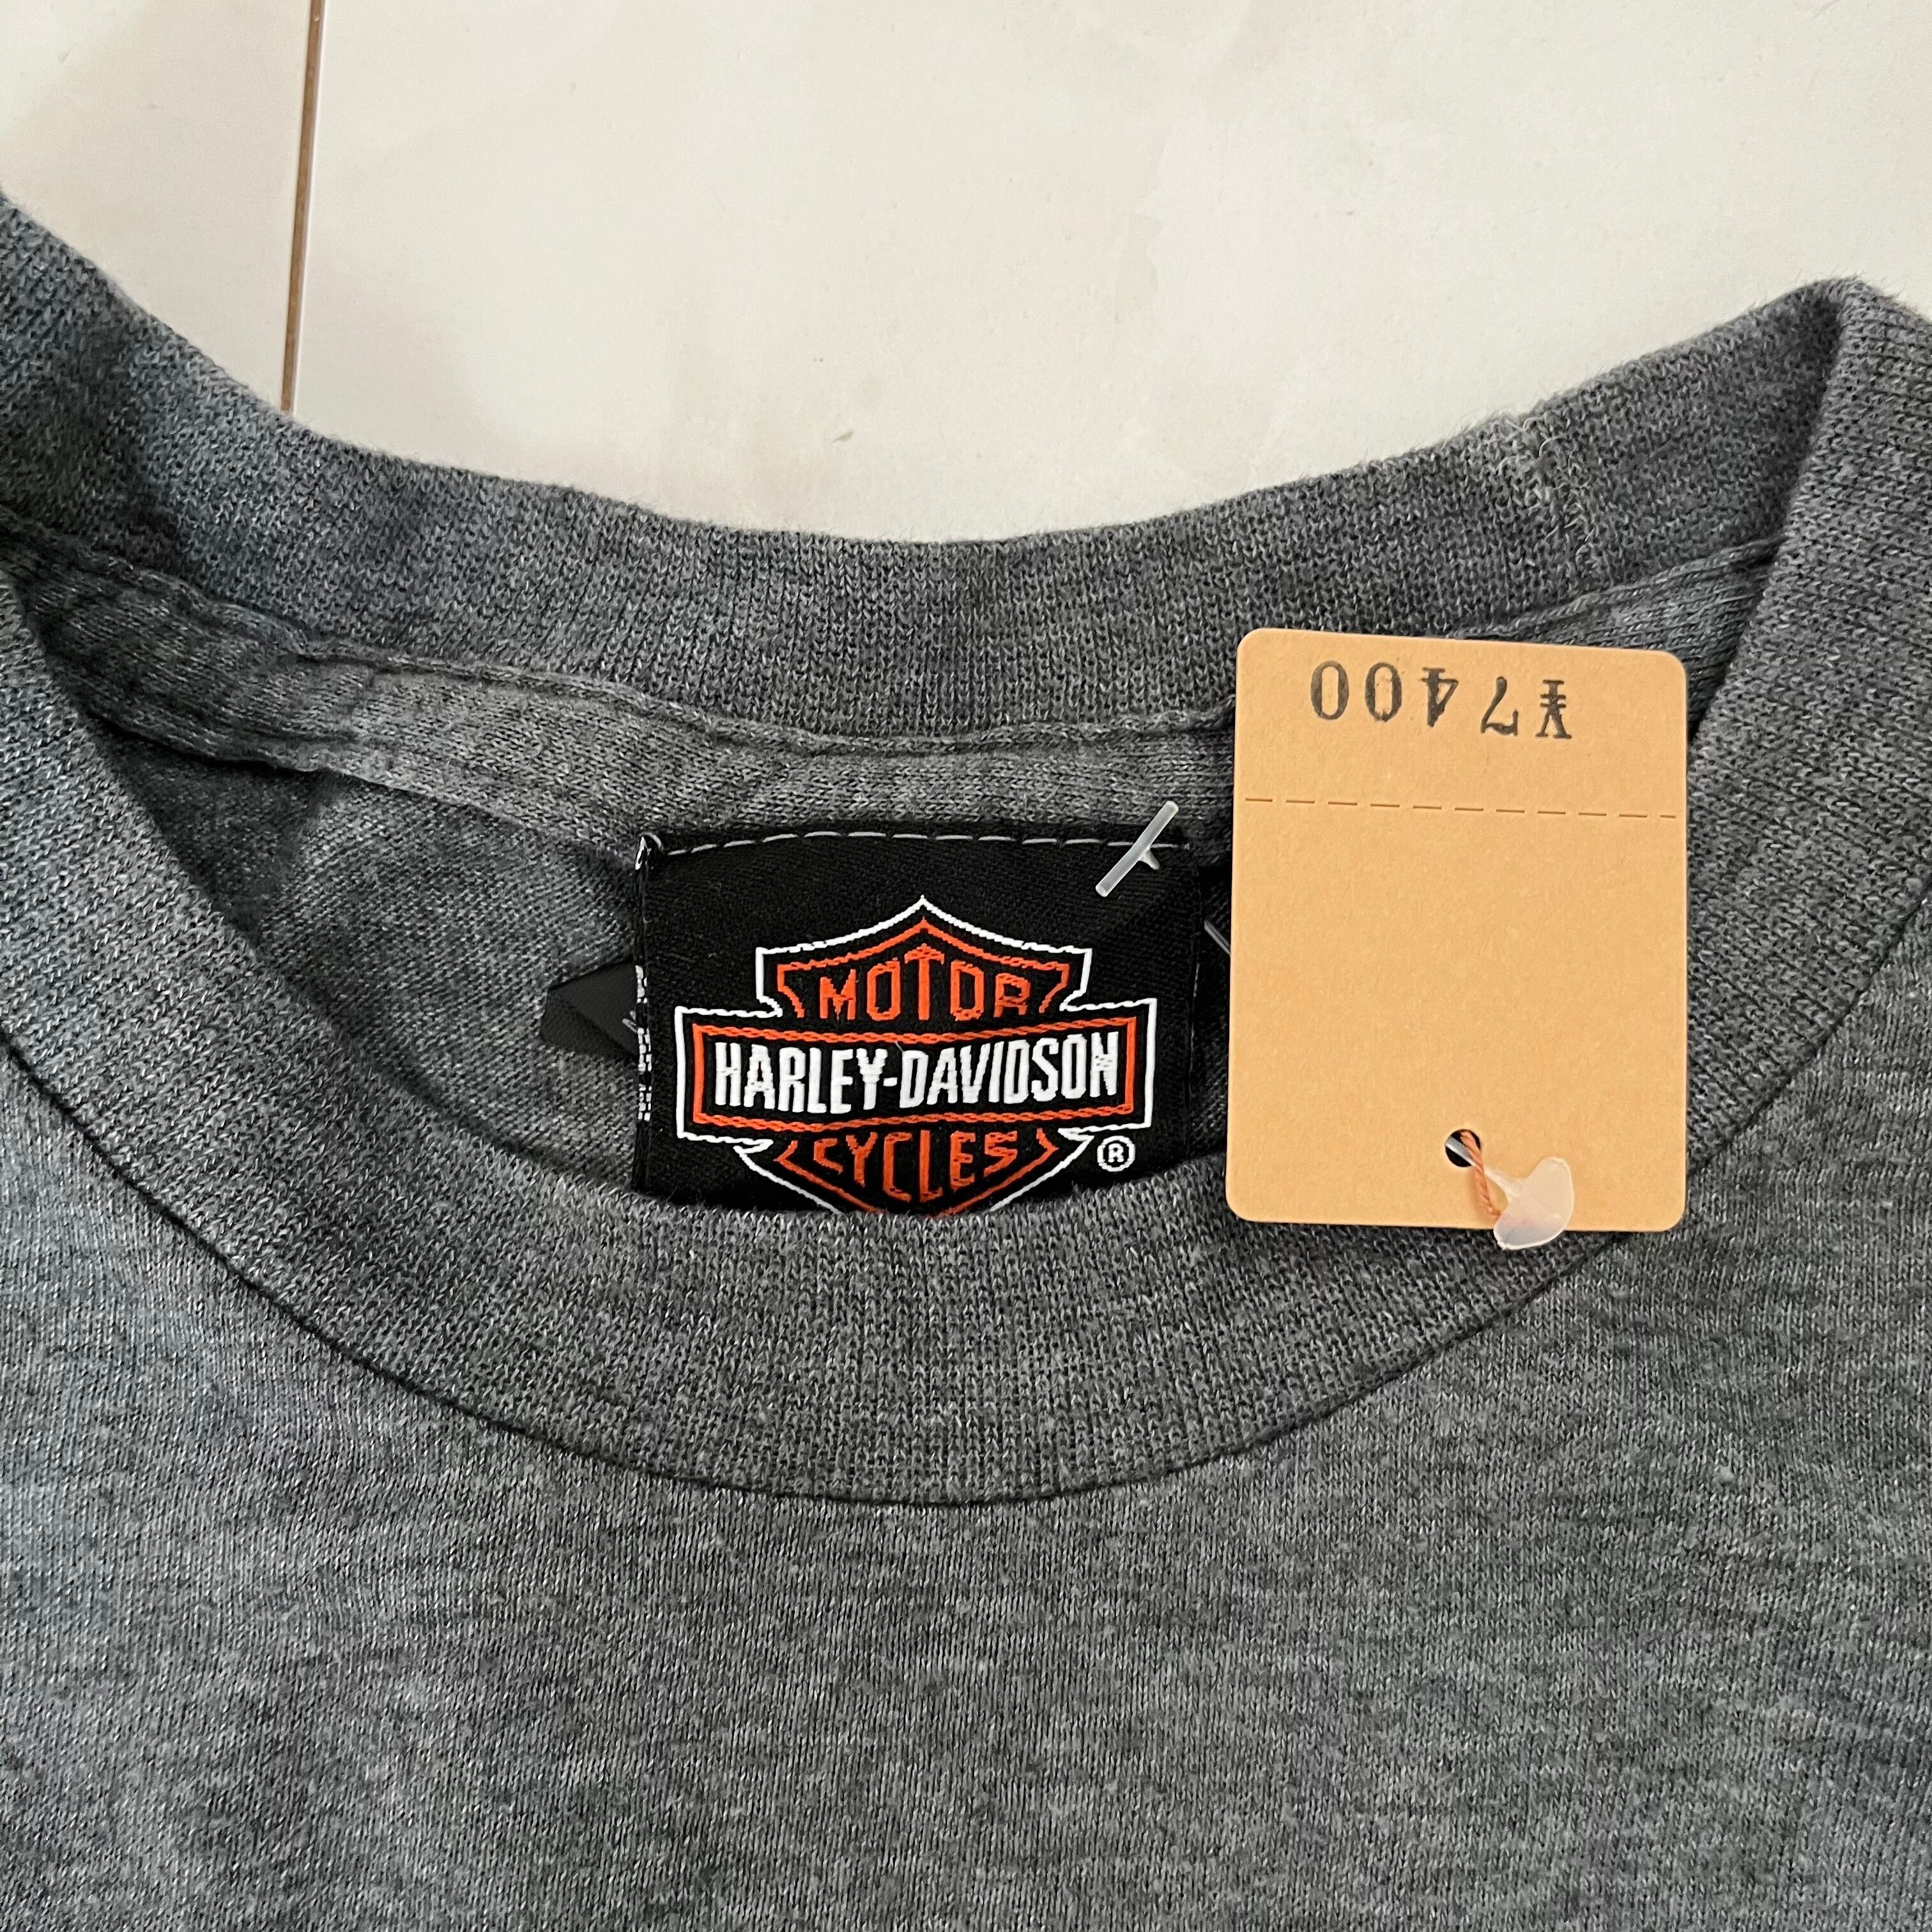 ¥7400
MOTOR
HARLEY-DAVIDSON
CYCLES
®